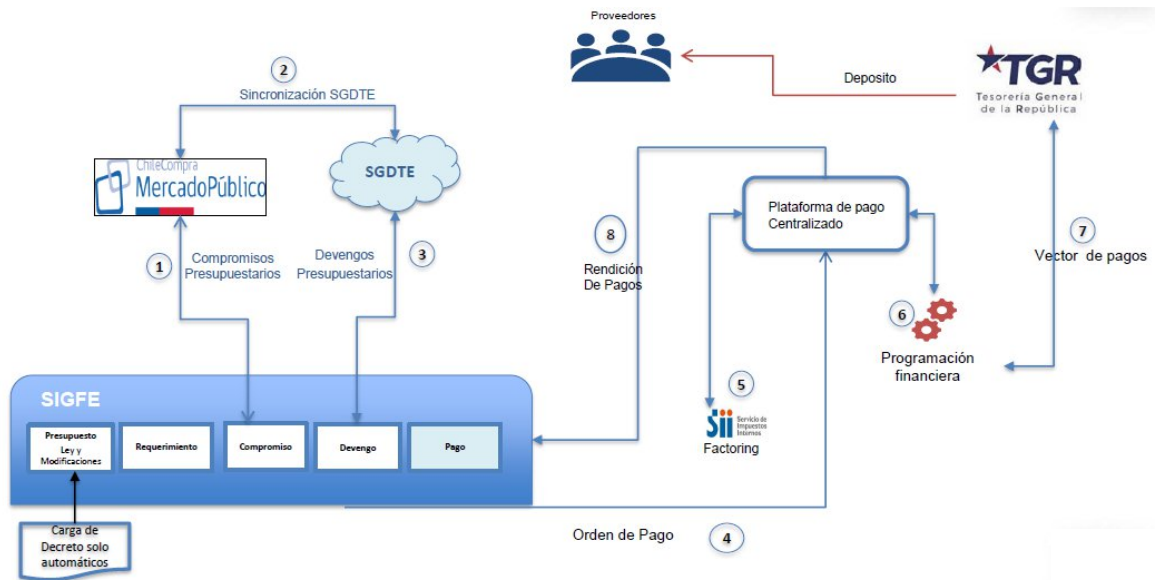 Proveedores
2
Sincronización SGDTE
Deposito
TGR
Tesorería General
de la República
ChileCompra
MercadoPúblico
SGDTE
Plataforma de pago
Centralizado
1
Compromisos
Presupuestarios
Devengos
Presupuestarios
3
8
Rendición
De Pagos
7
Vector de pagos
6
Programación
financiera
5
Sii
Servicio de
Impuestos
Internos
Factoring
SIGFE
Presupuesto
Ley y
Modificaciones
Requerimiento
Compromiso
Devengo
Pago
Carga de
Decreto solo
automáticos
Orden de Pago
4